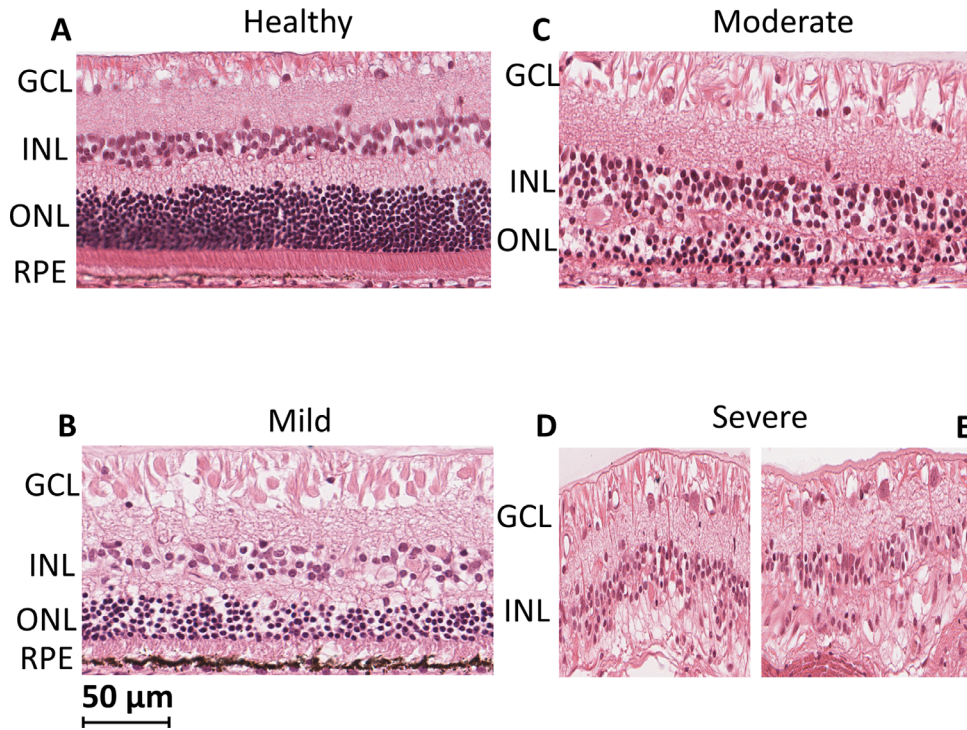 A
Healthy
GCL
INL
ONL
RPE
C
Moderate
GCL
INL
ONL
B
Mild
GCL
INL
ONL
RPE
50 µm
D
Severe
E
GCL
INL